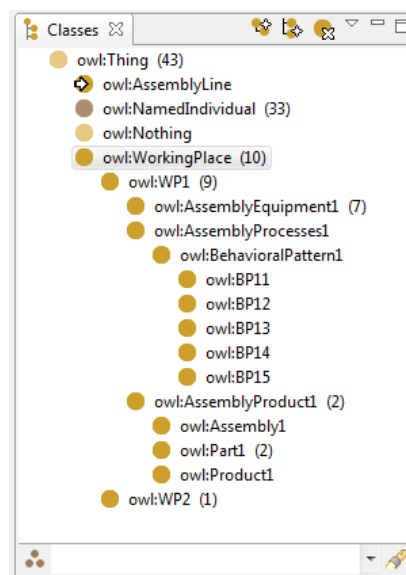 Classes
owl:Thing (43)
owl:AssemblyLine
owl:NamedIndividual (33)
owl:Nothing
owl:WorkingPlace (10)
owl:WP1 (9)
owl:AssemblyEquipment1 (7)
owl:AssemblyProcesses1
owl:BehavioralPattern1
owl:BP11
owl:BP12
owl:BP13
owl:BP14
owl:BP15
owl:AssemblyProduct1 (2)
owl:Assembly1
owl:Part1 (2)
owl:Product1
owl:WP2 (1)